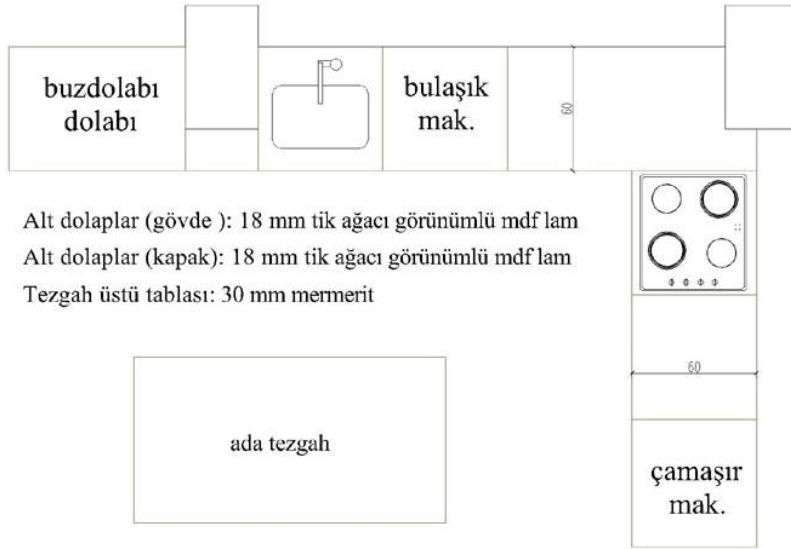 buzdolabı
dolabı
bulaşık
mak.
60
Alt dolaplar (gövde ): 18 mm tik ağacı görünümlü mdf lam
Alt dolaplar (kapak): 18 mm tik ağacı görünümlü mdf lam
Tezgah üstü tablası: 30 mm mermerit
60
ada tezgah
çamaşır
mak.